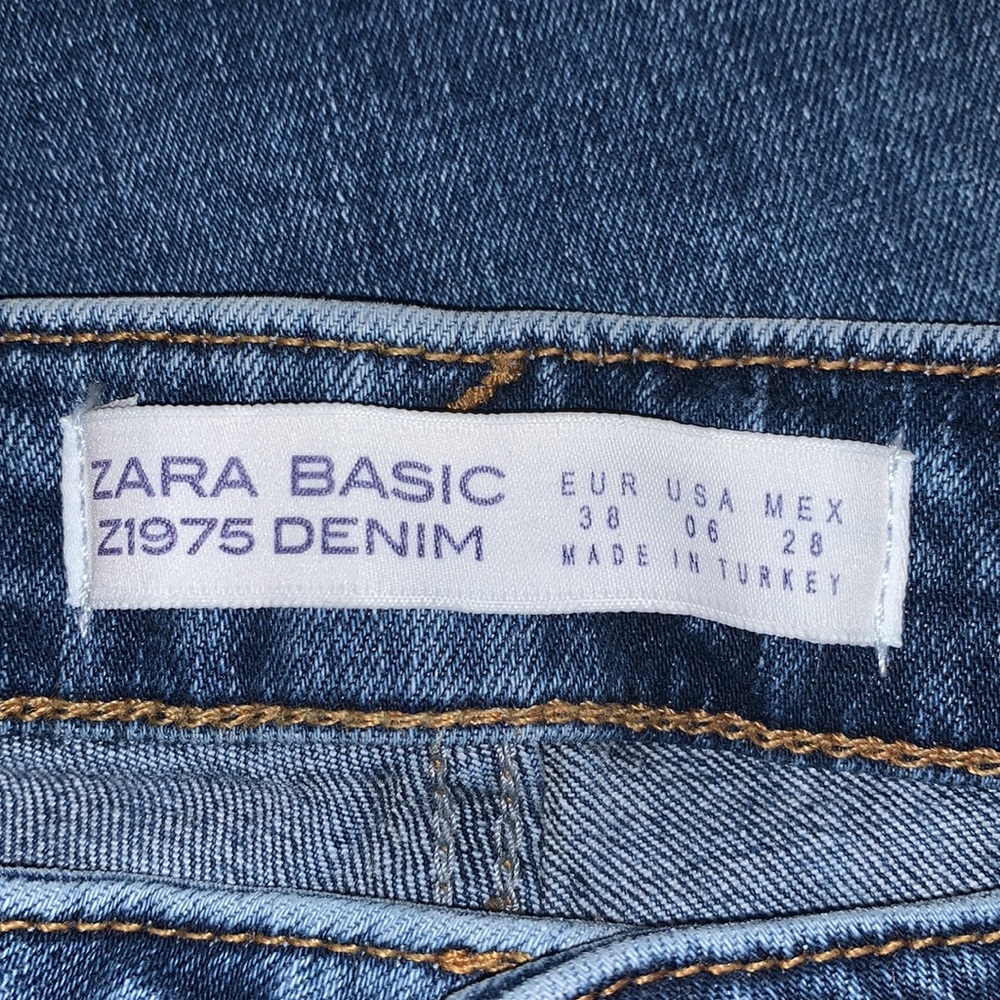 ZARA BASIC
Z1975 DENIM
EUR USA MEX
38 06 28
MADE IN TURKEY